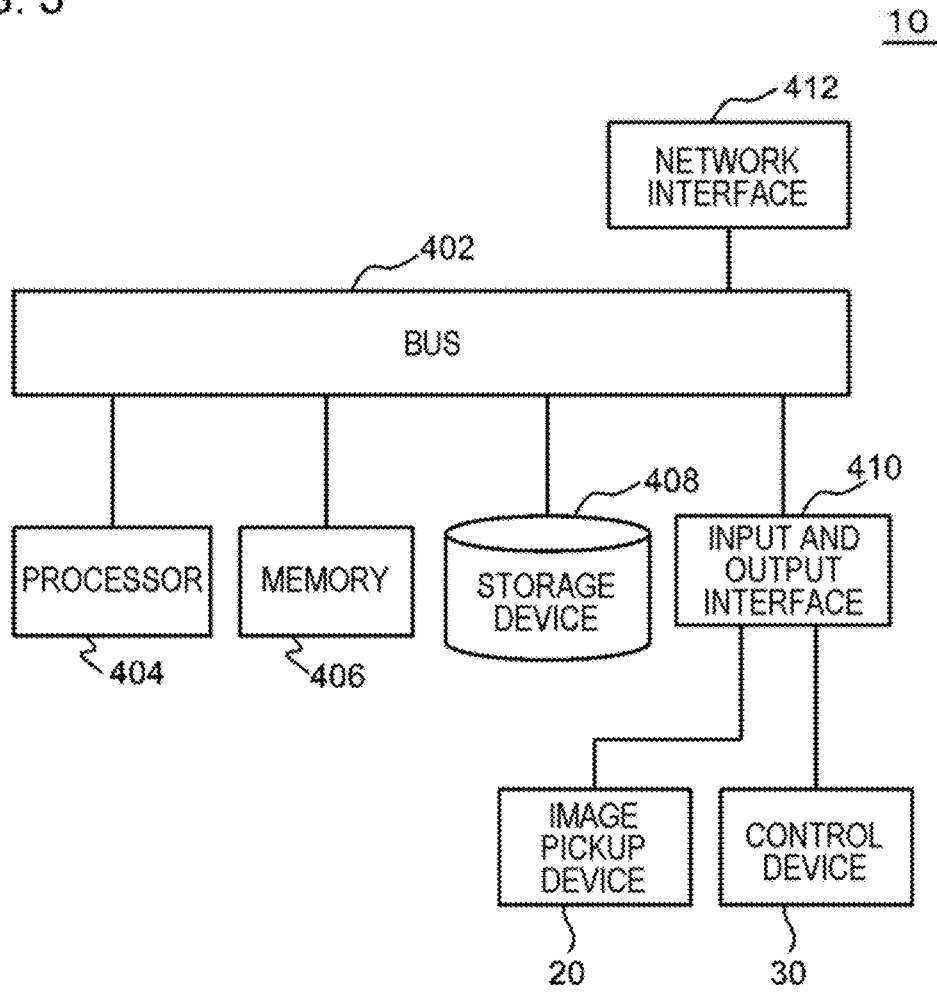 10
412
NETWORK
INTERFACE
402
BUS
408
410
PROCESSOR
MEMORY
STORAGE
DEVICE
INPUT AND
OUTPUT
INTERFACE
404
406
IMAGE
PICKUP
DEVICE
CONTROL
DEVICE
20
30